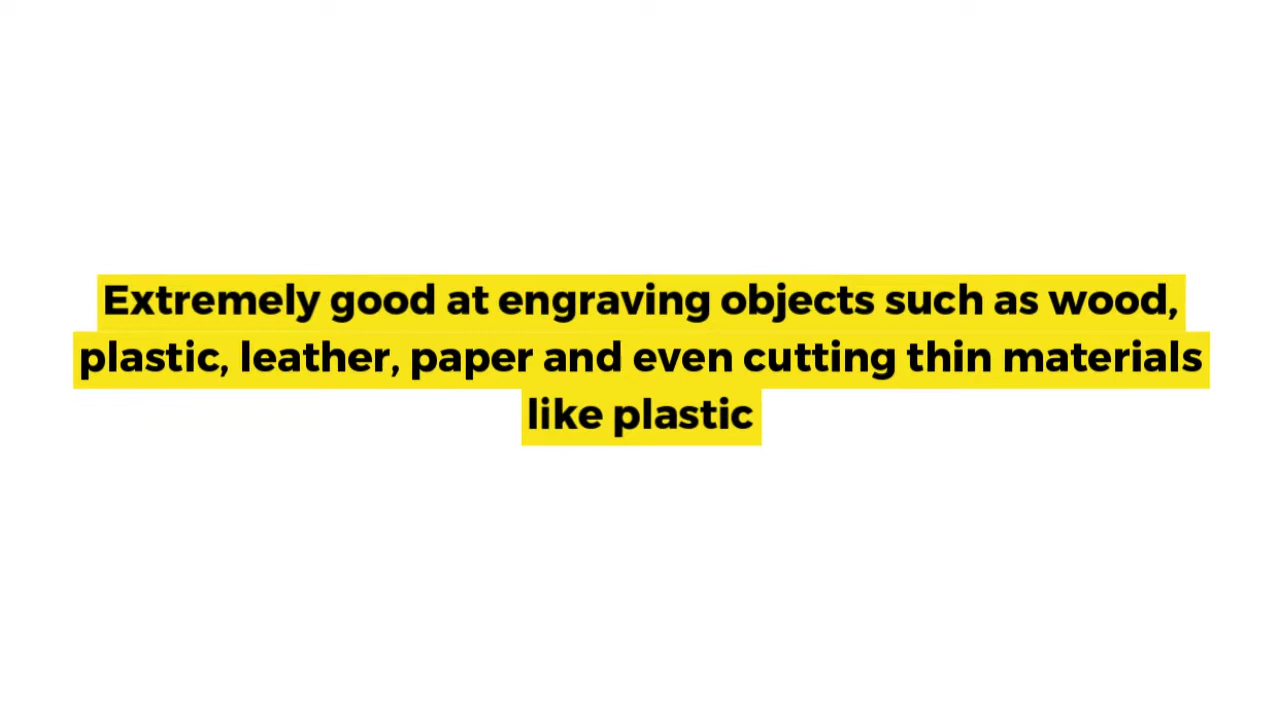 Extremely good at engraving objects such as wood,
plastic, leather, paper and even cutting thin materials
like plastic